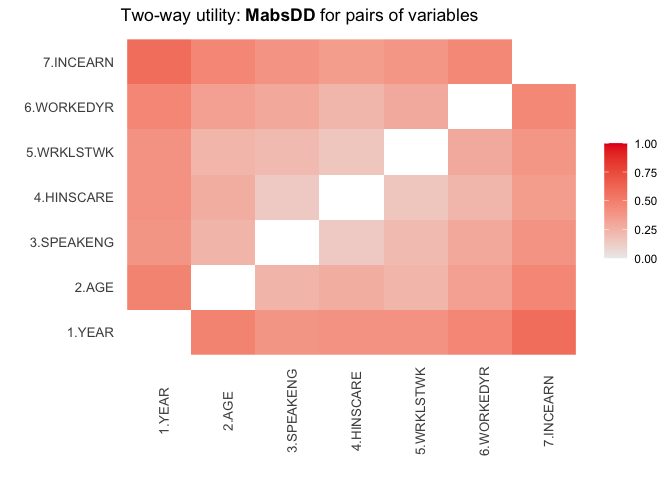 Two-way utility: MabsDD for pairs of variables
7.INCEARN
6.WORKEDYR
5.WRKLSTWK
4.HINSCARE
3.SPEAKENG
2.AGE
1.YEAR
1.YEAR
2.AGE
3.SPEAKENG
4.HINSCARE
5.WRKLSTWK
6.WORKEDYR
7.INCEARN
1.00
0.75
0.50
0.25
0.00